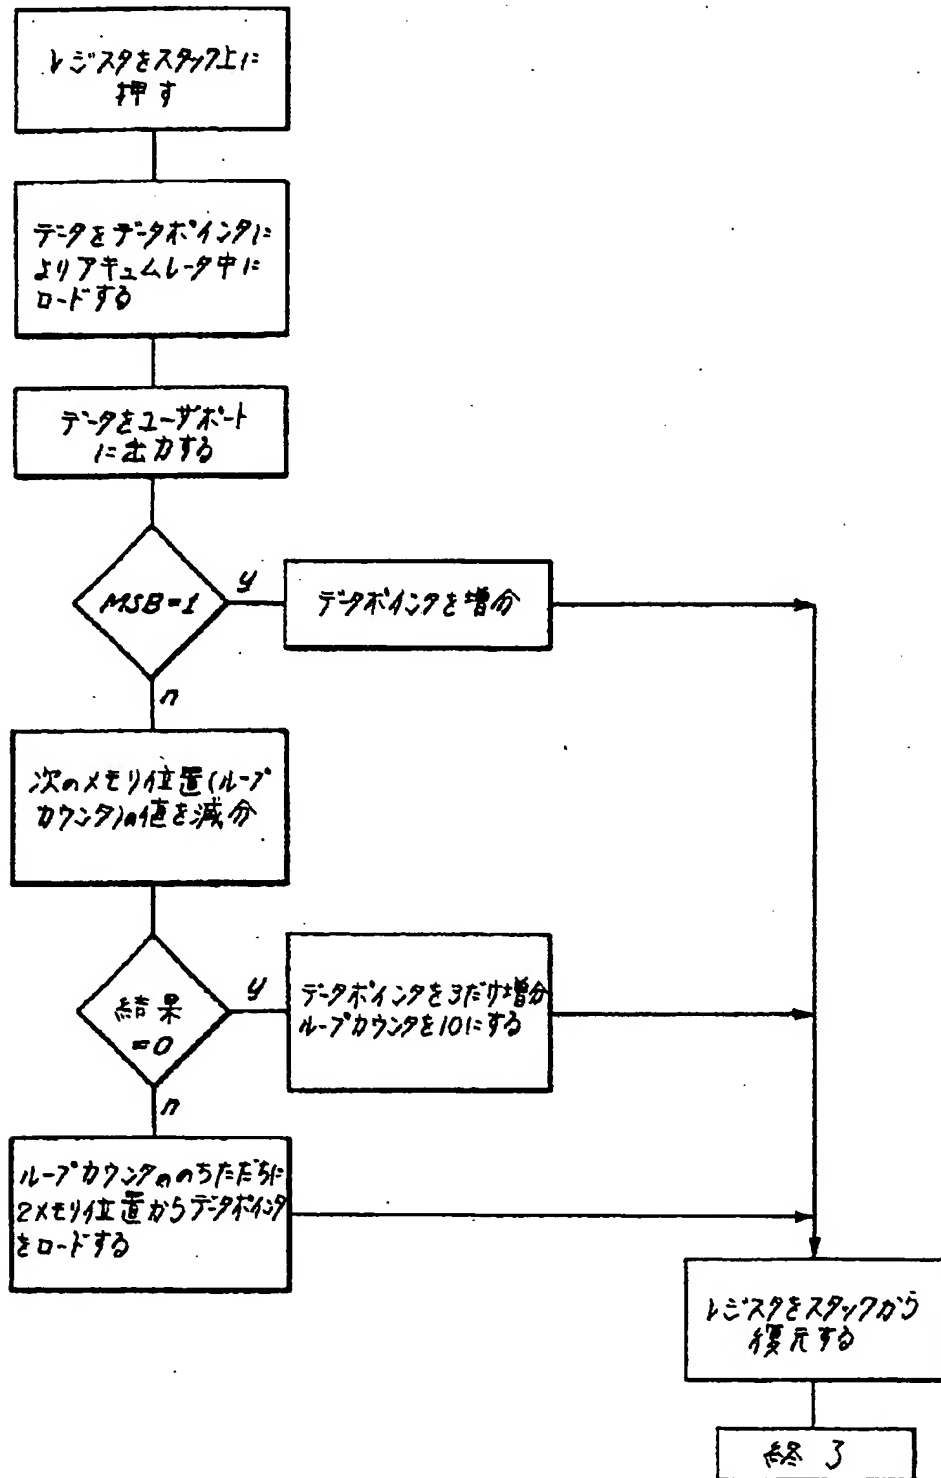 レジスタをスタック上に
押す
データをデータポインタに
よりアキュムレータ中に
ロードする
データをユーザポート
に出力する
MSB=1
y
データポインタを増分
n
次のメモリ位置(ループ
カウンタ)の値を減分
結果
=0
y
データポインタを3だけ増分
ループカウンタを10にする
n
ループカウンタののちただちに
2メモリ位置からデータポインタ
をロードする
レジスタをスタックから
復元する
終了